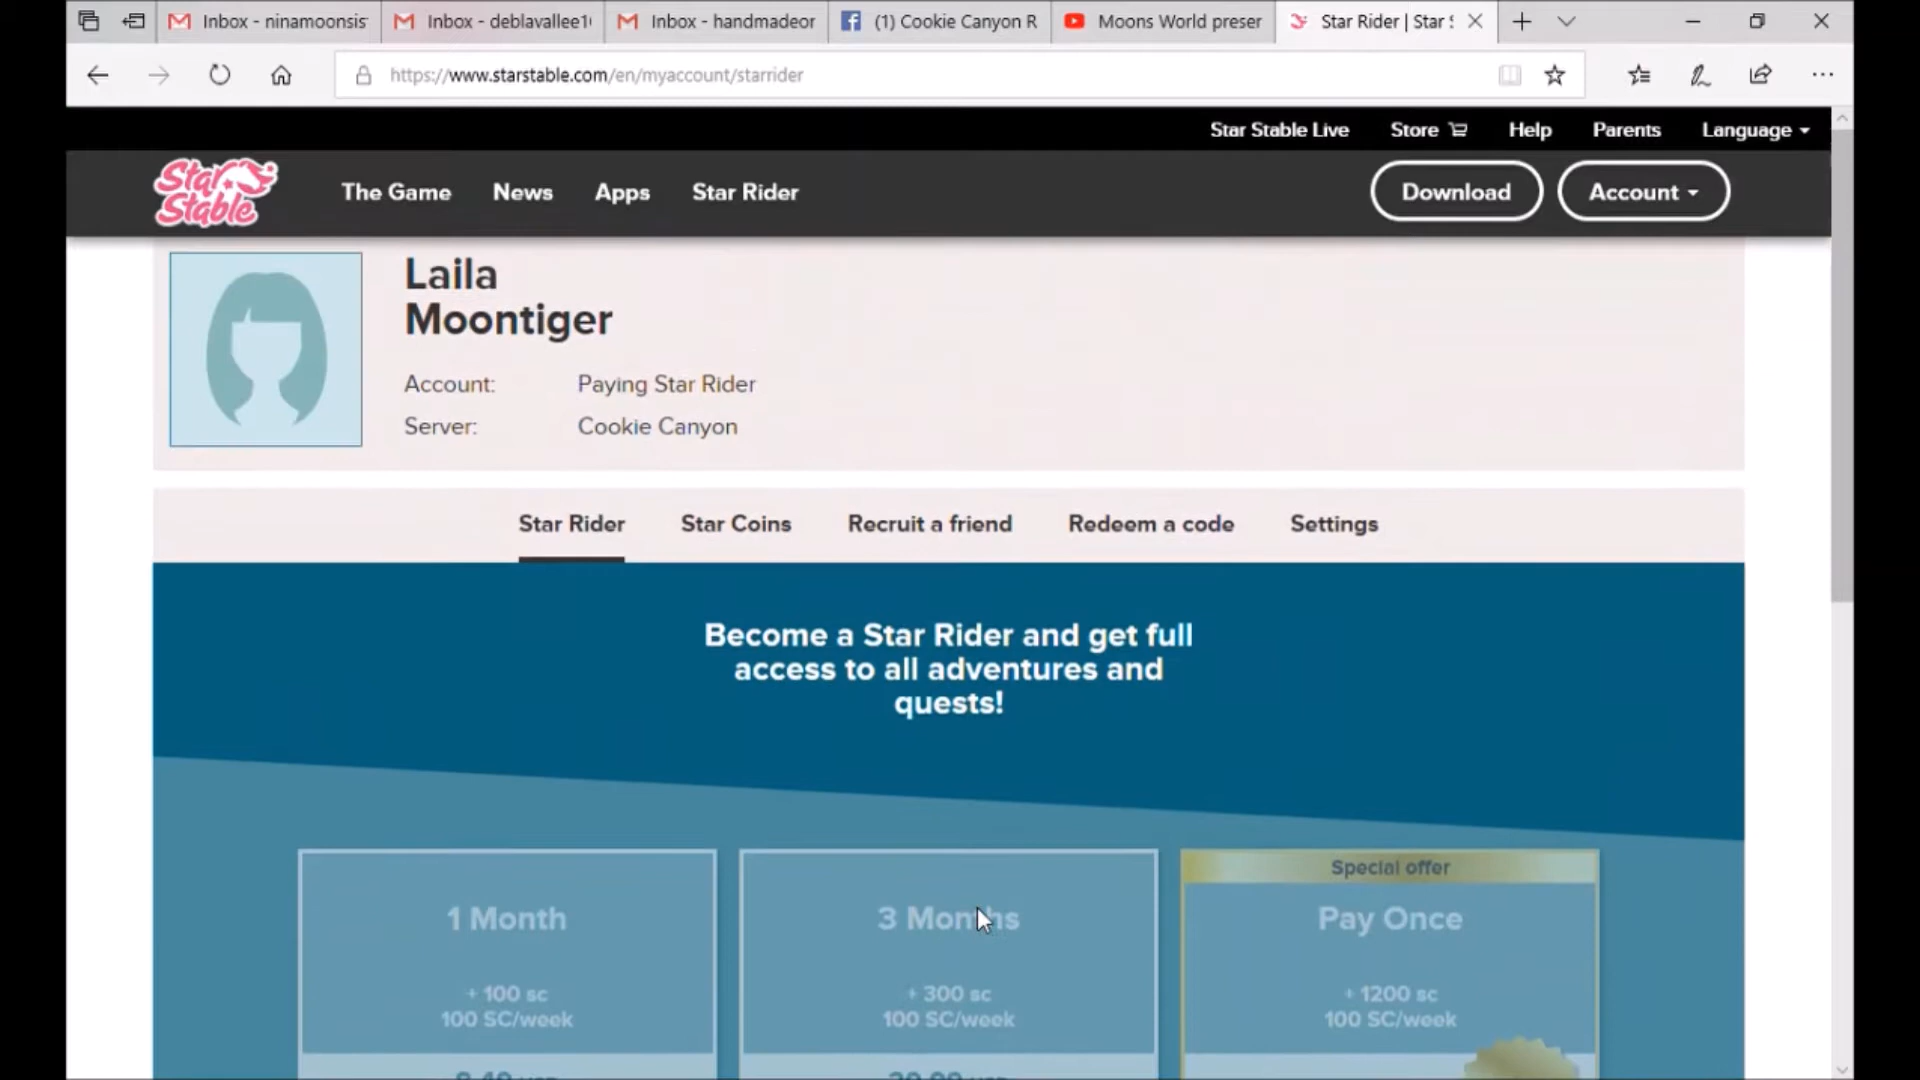 Inbox - ninamoonsis
Inbox - deblavallee1
Inbox - handmadeor
(1) Cookie Canyon R
Moons World preser
Star Rider | Star S
https://www.starstable.com/en/myaccount/starrider
Star Stable Live
Store
Help
Parents
Language
Star Stable
The Game
News
Apps
Star Rider
Download
Account
Laila
Moontiger
Account: Paying Star Rider
Server: Cookie Canyon
Star Rider
Star Coins
Recruit a friend
Redeem a code
Settings
Become a Star Rider and get full
access to all adventures and
quests!
1 Month
+ 100 sc
100 SC/week
3 Months
+ 300 sc
100 SC/week
Special offer
Pay Once
+ 1200 sc
100 SC/week